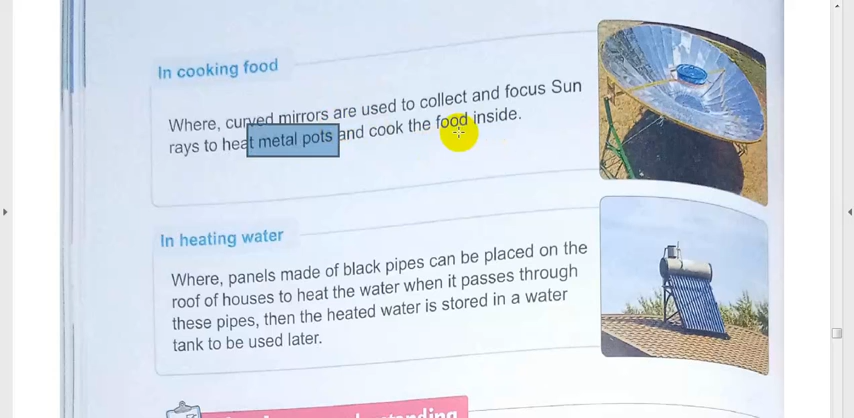 In cooking food
Where, curved mirrors are used to collect and focus Sun
rays to heat metal pots and cook the food inside.
In heating water
Where, panels made of black pipes can be placed on the
roof of houses to heat the water when it passes through
these pipes, then the heated water is stored in a water
tank to be used later.